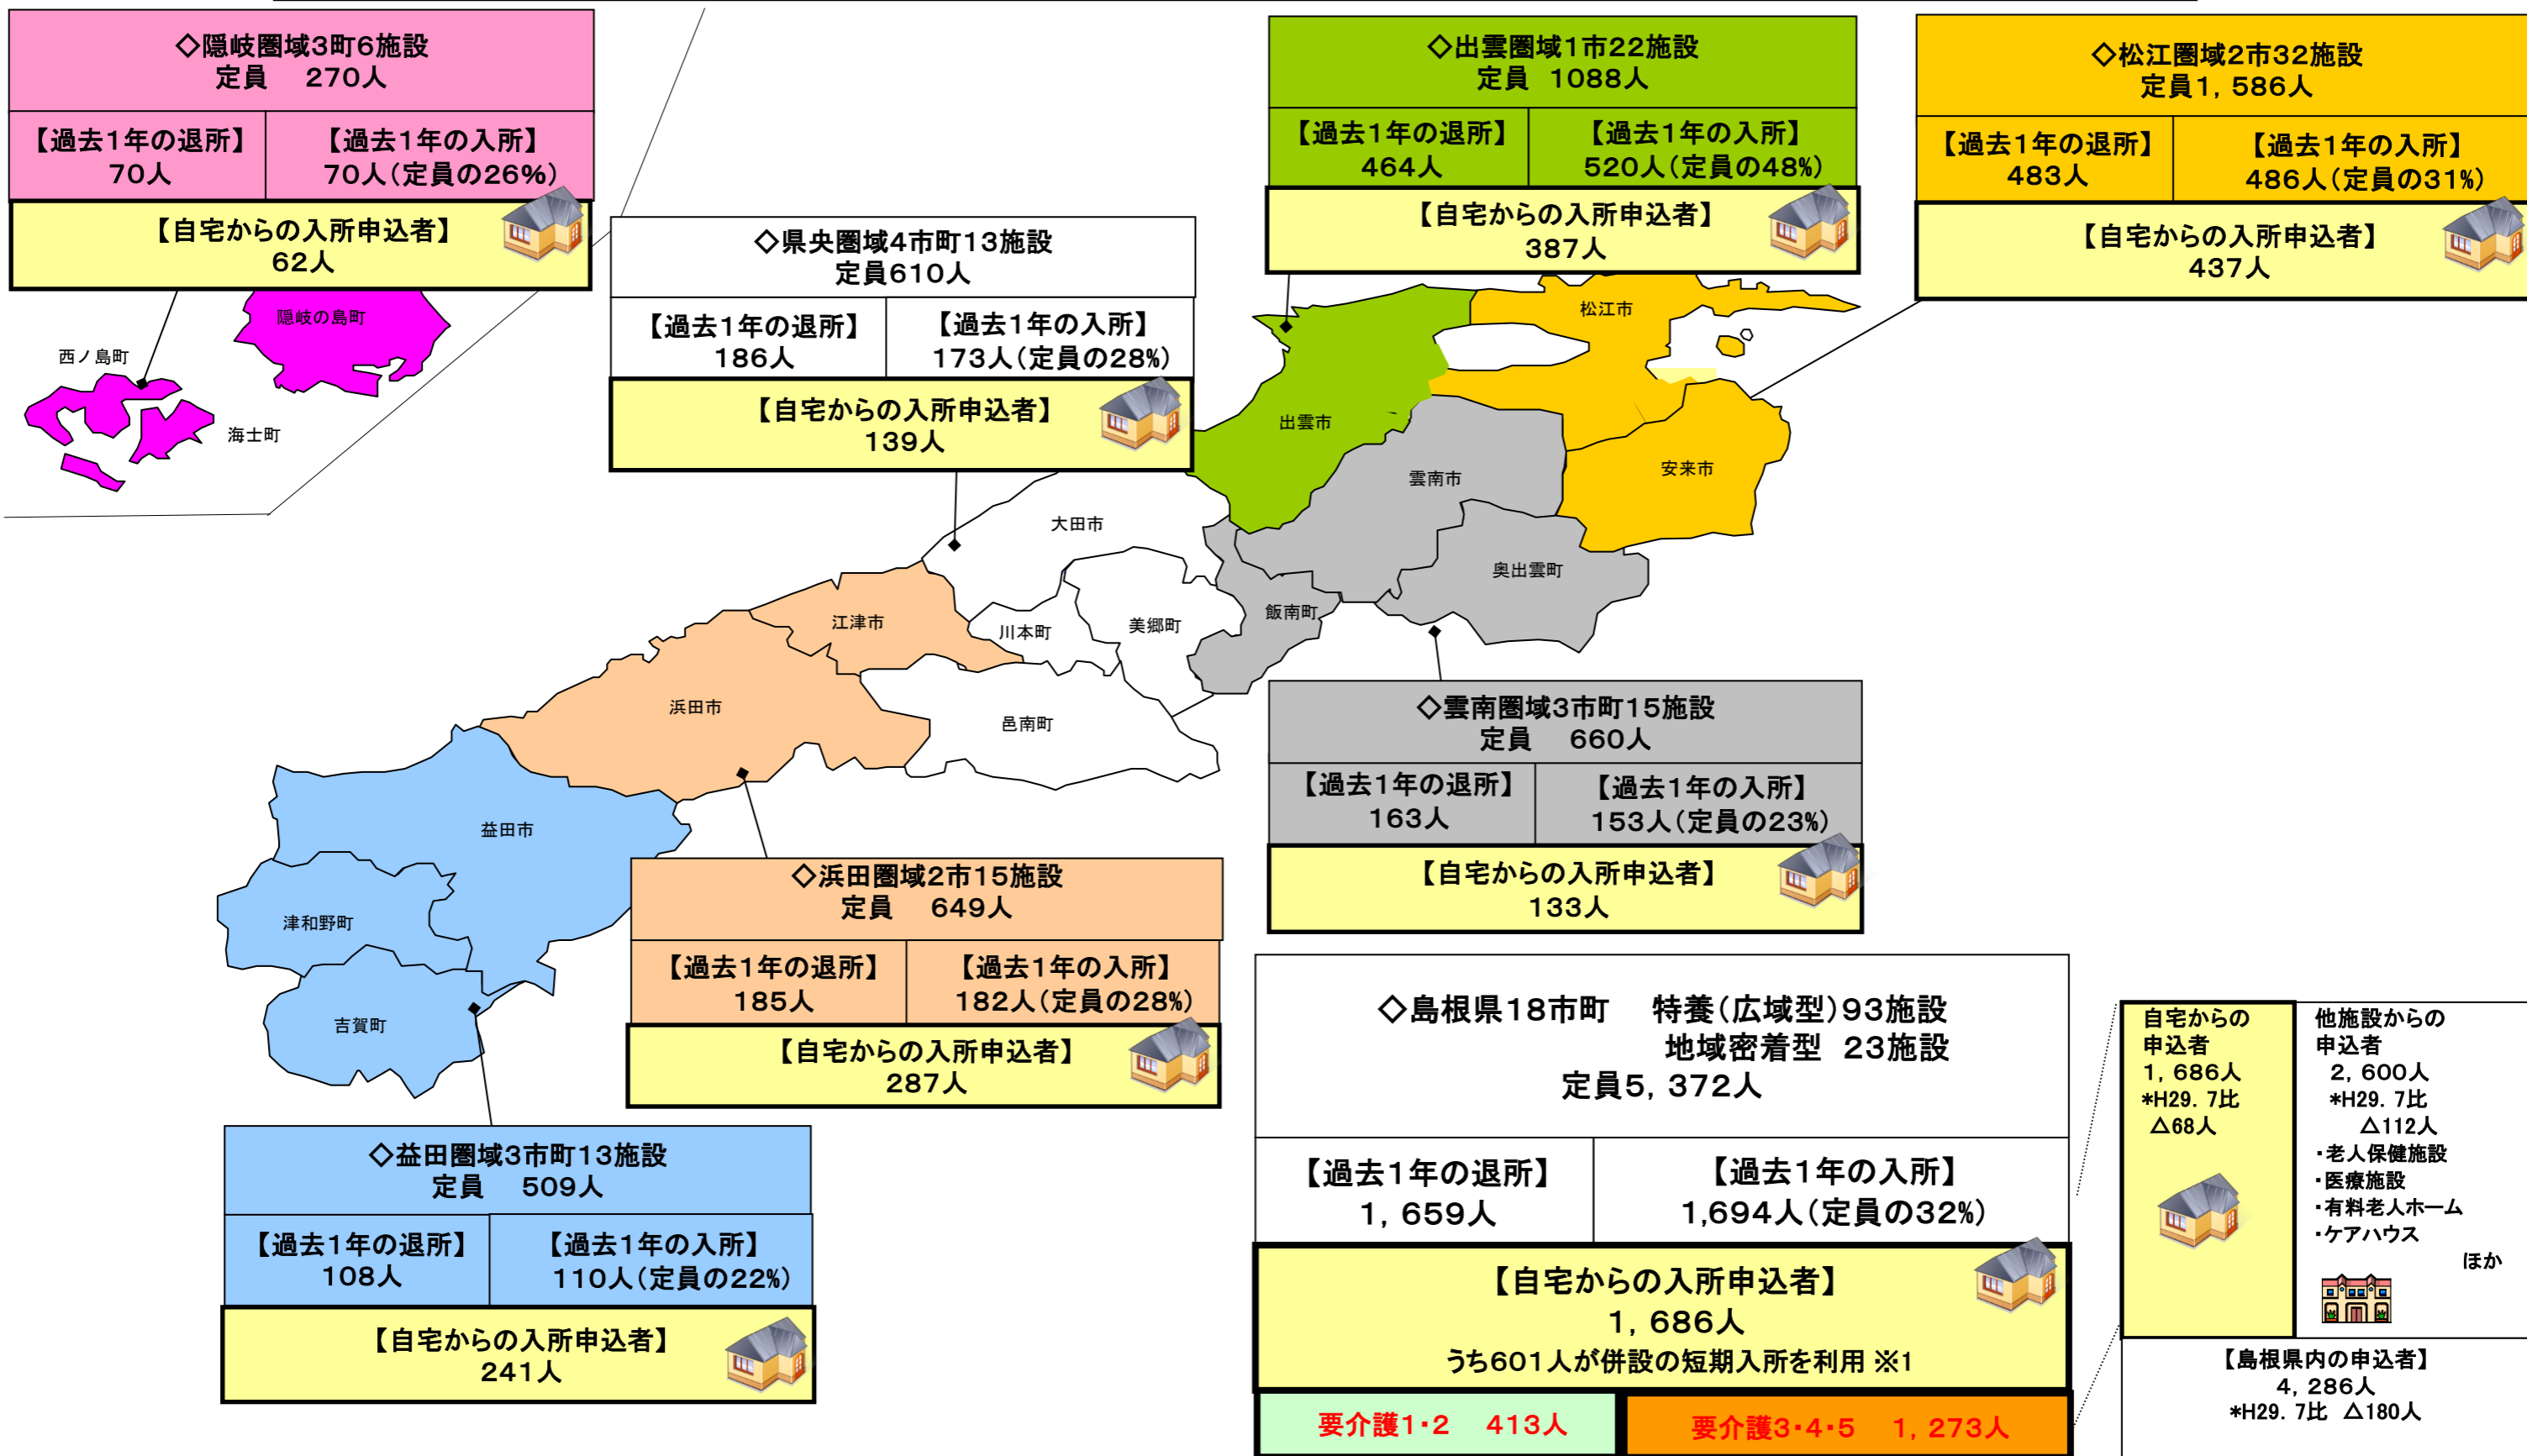 ◇隠岐圏域3町6施設
定員 270人
【過去1年の退所】
70人
【過去1年の入所】
70人(定員の26%)
【自宅からの入所申込者】
62人
◇出雲圏域1市22施設
定員 1088人
【過去1年の退所】
464人
【過去1年の入所】
520人(定員の48%)
【自宅からの入所申込者】
387人
◇松江圏域2市32施設
定員1,586人
【過去1年の退所】
483人
【過去1年の入所】
486人(定員の31%)
【自宅からの入所申込者】
437人
◇県央圏域4市町13施設
定員610人
【過去1年の退所】
186人
【過去1年の入所】
173人(定員の28%)
【自宅からの入所申込者】
139人
隠岐の島町
西ノ島町
海士町
松江市
出雲市
安来市
雲南市
大田市
奥出雲町
飯南町
江津市
川本町
美郷町
浜田市
邑南町
益田市
津和野町
吉賀町
◇雲南圏域3市町15施設
定員 660人
【過去1年の退所】
163人
【過去1年の入所】
153人(定員の23%)
【自宅からの入所申込者】
133人
◇浜田圏域2市15施設
定員 649人
【過去1年の退所】
185人
【過去1年の入所】
182人(定員の28%)
【自宅からの入所申込者】
287人
◇益田圏域3市町13施設
定員 509人
【過去1年の退所】
108人
【過去1年の入所】
110人(定員の22%)
【自宅からの入所申込者】
241人
◇島根県18市町 特養(広域型)93施設
地域密着型 23施設
定員5,372人
【過去1年の退所】
1,659人
【過去1年の入所】
1,694人(定員の32%)
【自宅からの入所申込者】
1,686人
うち601人が併設の短期入所を利用 ※1
要介護1・2 413人
要介護3・4・5 1,273人
自宅からの
申込者
1,686人
*H29.7比
△68人
他施設からの
申込者
2,600人
*H29.7比
△112人
・老人保健施設
・医療施設
・有料老人ホーム
・ケアハウス
ほか
【島根県内の申込者】
4,286人
*H29.7比 △180人